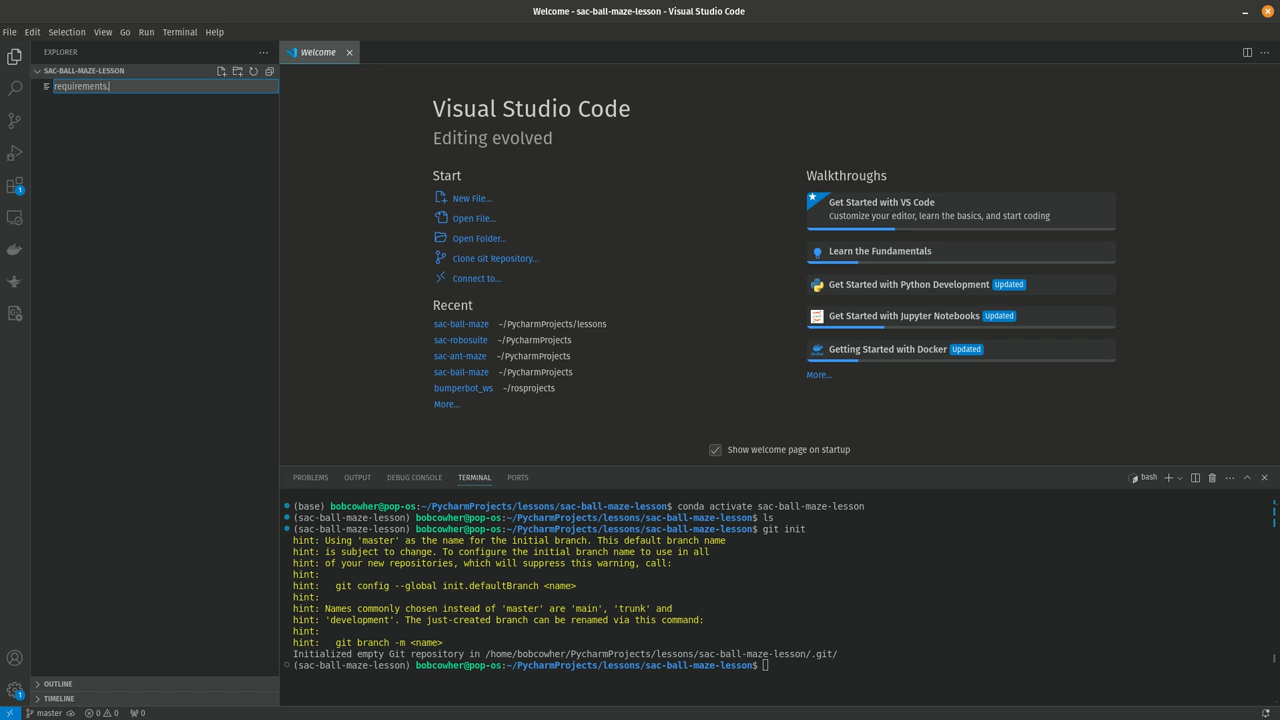 Welcome - sac-ball-maze-lesson - Visual Studio Code
File Edit Selection View Go Run Terminal Help
EXPLORER
Welcome
SAC-BALL-MAZE-LESSON
requirements.
Visual Studio Code
Editing evolved
Start
New File...
Open File...
Open Folder...
Clone Git Repository...
Connect to...
Recent
sac-ball-maze ~/PycharmProjects/lessons
sac-robosuite ~/PycharmProjects
sac-ant-maze ~/PycharmProjects
sac-ball-maze ~/PycharmProjects
bumperbot_ws ~/rosprojects
More...
Walkthroughs
Get Started with VS Code
Customize your editor, learn the basics, and start coding
Learn the Fundamentals
Get Started with Python Development Updated
Get Started with Jupyter Notebooks Updated
Getting Started with Docker Updated
More...
Show welcome page on startup
1
PROBLEMS OUTPUT DEBUG CONSOLE TERMINAL PORTS
bash
(base) bobcowher@pop-os:~/PycharmProjects/lessons/sac-ball-maze-lesson$ conda activate sac-ball-maze-lesson
(sac-ball-maze-lesson) bobcowher@pop-os:~/PycharmProjects/lessons/sac-ball-maze-lesson$ ls
(sac-ball-maze-lesson) bobcowher@pop-os:~/PycharmProjects/lessons/sac-ball-maze-lesson$ git init
hint: Using 'master' as the name for the initial branch. This default branch name
hint: is subject to change. To configure the initial branch name to use in all
hint: of your new repositories, which will suppress this warning, call:
hint:
hint:   git config --global init.defaultBranch <name>
hint:
hint: Names commonly chosen instead of 'master' are 'main', 'trunk' and
hint: 'development'. The just-created branch can be renamed via this command:
hint:
hint:   git branch -m <name>
Initialized empty Git repository in /home/bobcowher/PycharmProjects/lessons/sac-ball-maze-lesson/.git/
(sac-ball-maze-lesson) bobcowher@pop-os:~/PycharmProjects/lessons/sac-ball-maze-lesson$
OUTLINE
1
TIMELINE
master 0 0 0